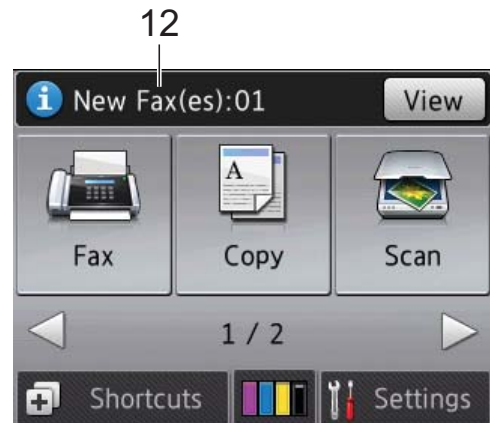 12
New Fax(es):01 View
Fax Copy Scan
1 / 2
Shortcuts Settings